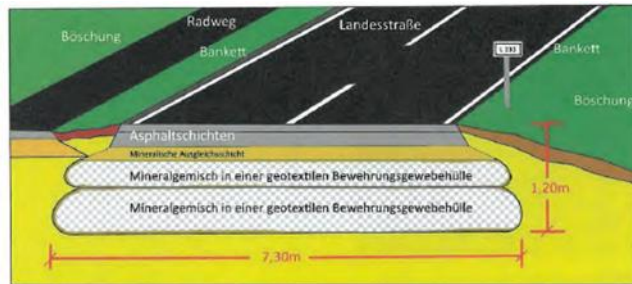 Radweg
Landesstraße
Böschung
Bankett
Bankett
Böschung
Asphaltschichten
Mineralische Ausgleichsschicht
Mineralgemisch in einer geotextilen Bewehrungsgewebehülle
Mineralgemisch in einer geotextilen Bewehrungsgewebehülle
1,20m
7,30m